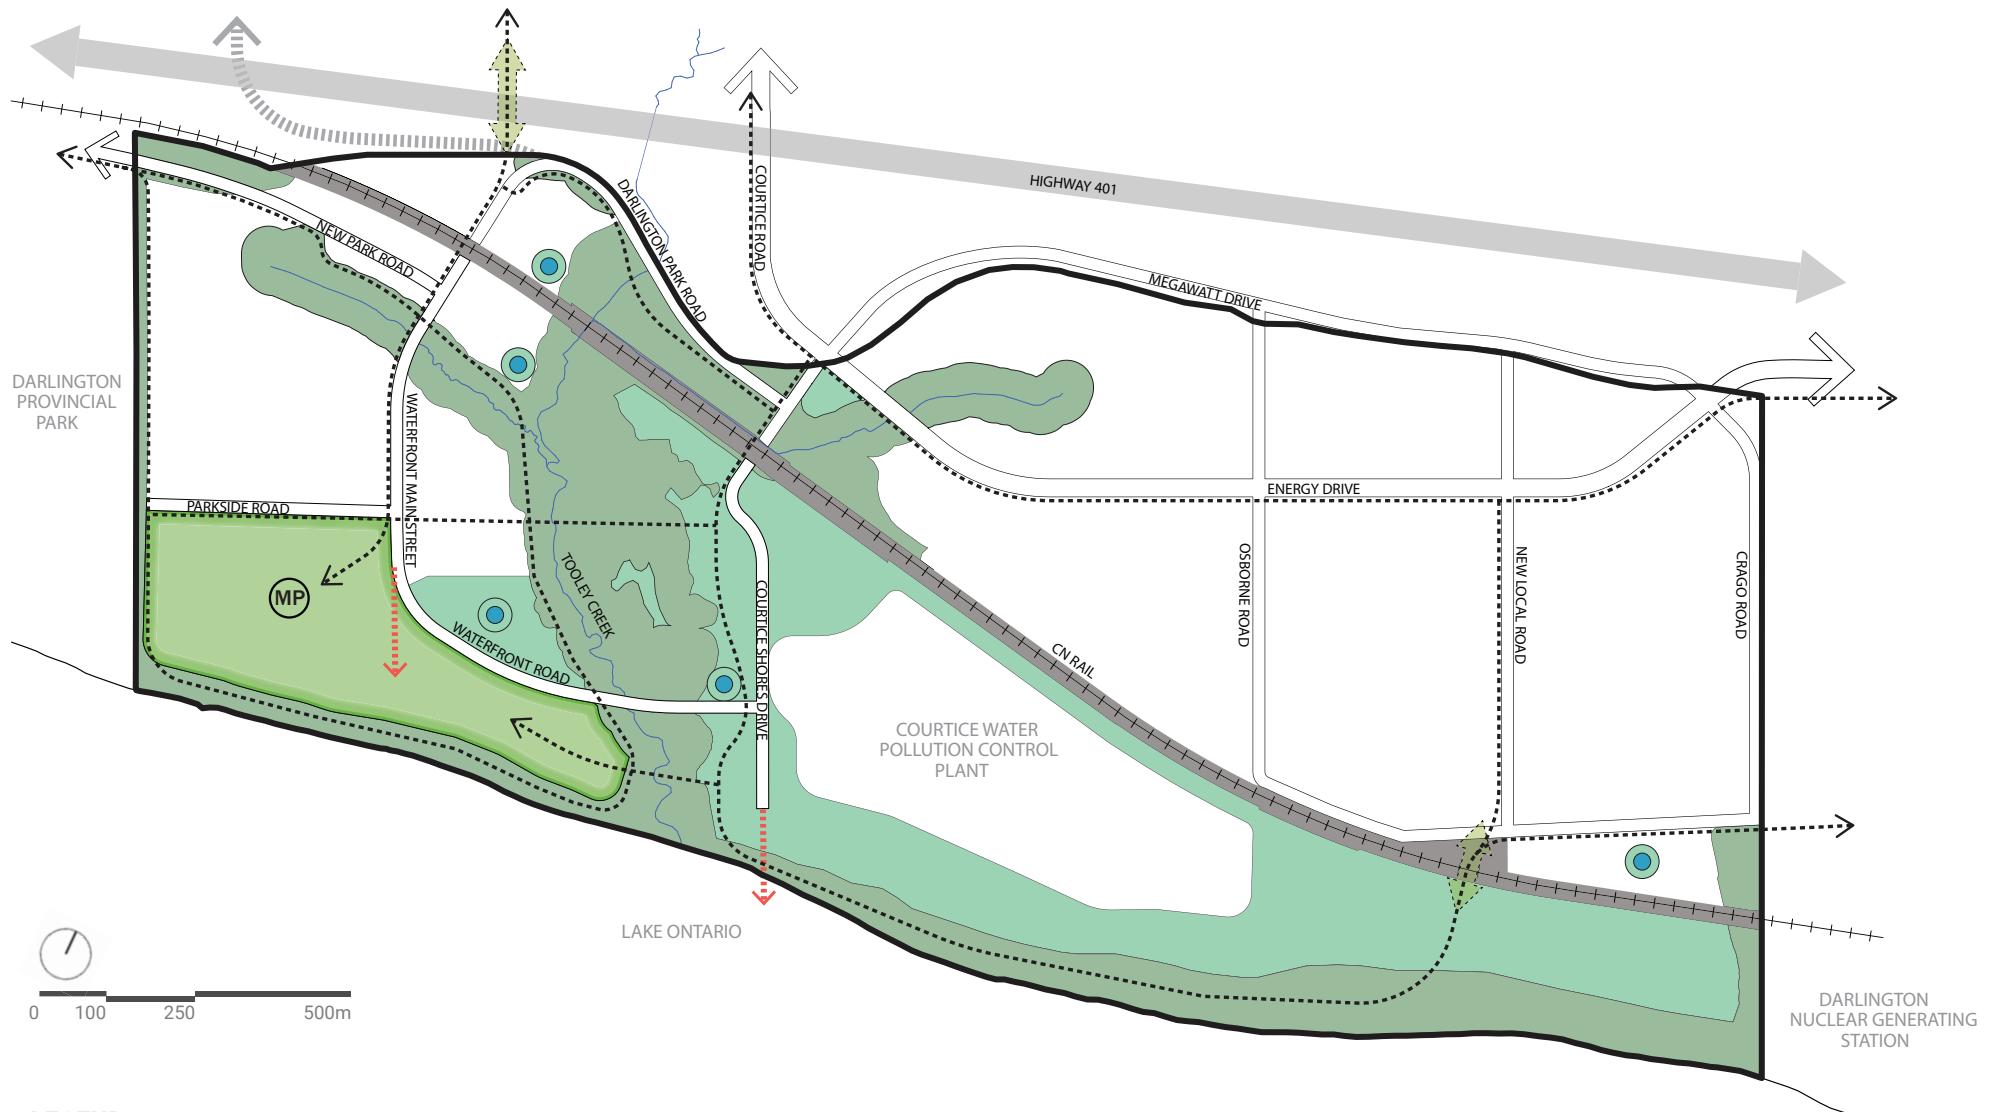 HIGHWAY 401
COURTICE ROAD
DARLINGTON PARK ROAD
NEW PARK ROAD
MEGAWATT DRIVE
DARLINGTON
PROVINCIAL
PARK
WATERFRONT MAIN STREET
PARKSIDE ROAD
ENERGY DRIVE
MP
TOOLEY CREEK
WATERFRONT ROAD
COURTICE SHORES DRIVE
OSBORNE ROAD
NEW LOCAL ROAD
CRAGO ROAD
CN RAIL
COURTICE WATER
POLLUTION CONTROL
PLANT
LAKE ONTARIO
0 100 250 500m
DARLINGTON
NUCLEAR GENERATING
STATION